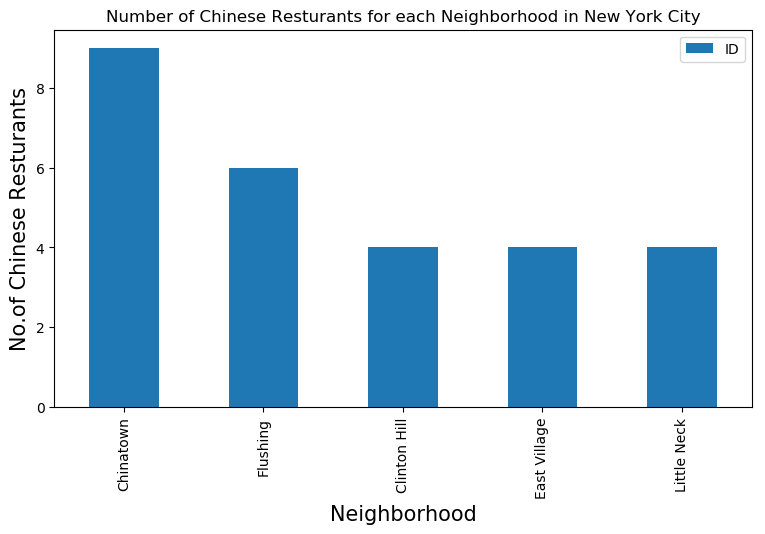 Number of Chinese Resturants for each Neighborhood in New York City
ID
No.of Chinese Resturants
8
6
4
2
0
Chinatown
Flushing
Clinton Hill
East Village
Little Neck
Neighborhood